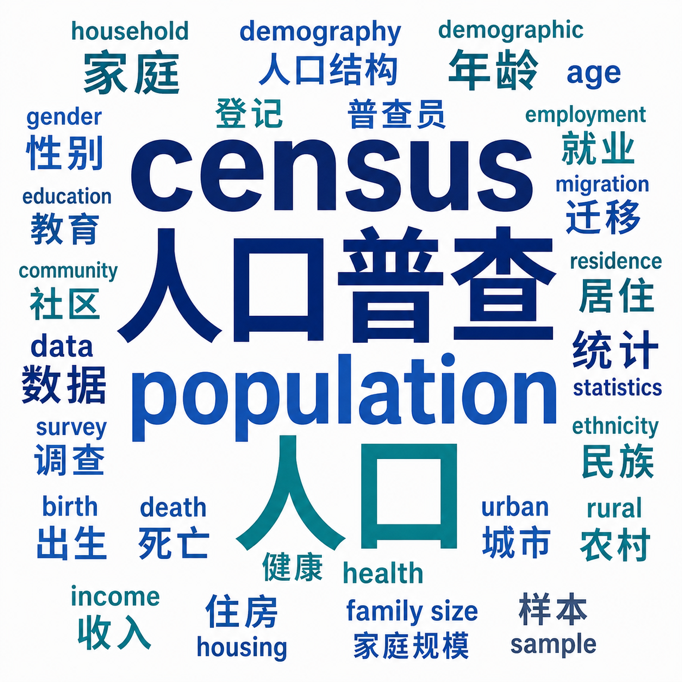 household
家庭
demography
人口结构
demographic
年龄
age
gender
性别
登记
普查员
employment
就业
census
education
教育
migration
迁移
人口普查
community
社区
residence
居住
data
数据
population
统计
statistics
survey
调查
人口
ethnicity
民族
birth
出生
death
死亡
urban
城市
rural
农村
健康
health
income
收入
住房
housing
family size
家庭规模
样本
sample